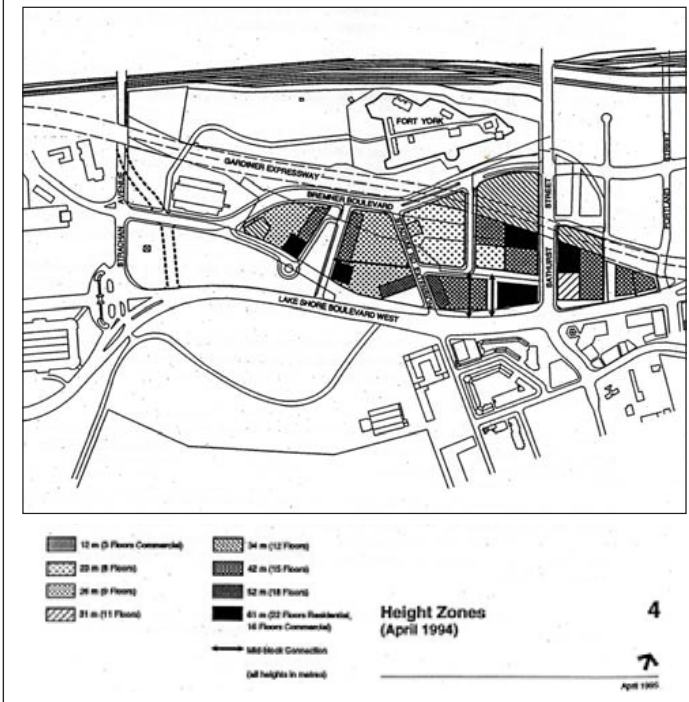 FORT YORK
GARDINER EXPRESSWAY
BREMNER BOULEVARD
STRACHAN AVENUE
BATHURST STREET
PORTLAND STREET
LAKE SHORE BOULEVARD WEST
12 m (3 Floors Commercial)
23 m (8 Floors)
26 m (9 Floors)
31 m (11 Floors)
34 m (12 Floors)
42 m (15 Floors)
52 m (18 Floors)
61 m (22 Floors Residential,
16 Floors Commercial)
Mid-block Connection
(all heights in metres)
Height Zones
(April 1994)
4
April 1995